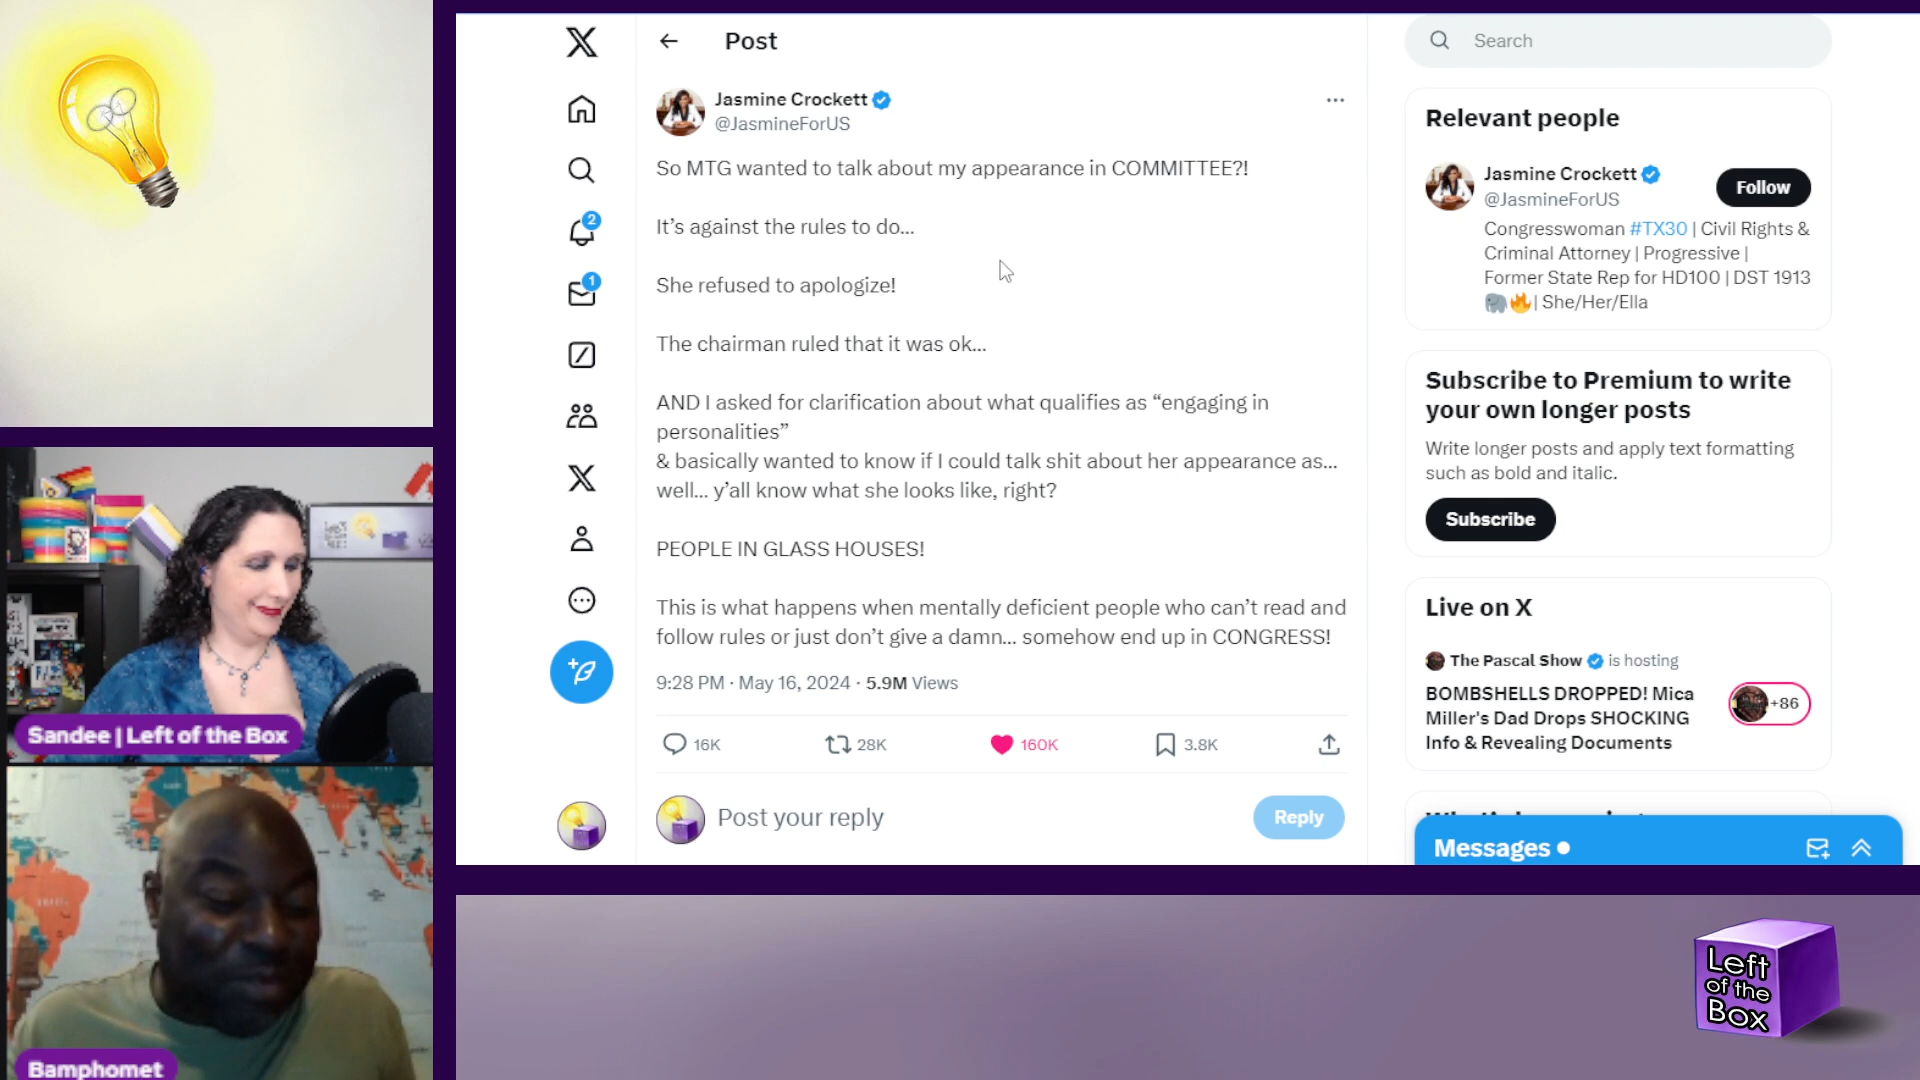 Post
Jasmine Crockett
@JasmineForUS
So MTG wanted to talk about my appearance in COMMITTEE?!
It’s against the rules to do...
She refused to apologize!
The chairman ruled that it was ok...
AND I asked for clarification about what qualifies as “engaging in
personalities”
& basically wanted to know if I could talk shit about her appearance as...
well... y’all know what she looks like, right?
PEOPLE IN GLASS HOUSES!
This is what happens when mentally deficient people who can’t read and
follow rules or just don’t give a damn... somehow end up in CONGRESS!
9:28 PM · May 16, 2024 · 5.9M Views
16K 28K 160K 3.8K
Post your reply
Reply
2
1
Search
Relevant people
Jasmine Crockett
@JasmineForUS
Follow
Congresswoman #TX30 | Civil Rights &
Criminal Attorney | Progressive |
Former State Rep for HD100 | DST 1913
| She/Her/Ella
Subscribe to Premium to write
your own longer posts
Write longer posts and apply text formatting
such as bold and italic.
Subscribe
Live on X
The Pascal Show is hosting
BOMBSHELLS DROPPED! Mica
Miller's Dad Drops SHOCKING
Info & Revealing Documents
+86
Messages
Sandee | Left of the Box
Bamphomet
Left
of the
Box